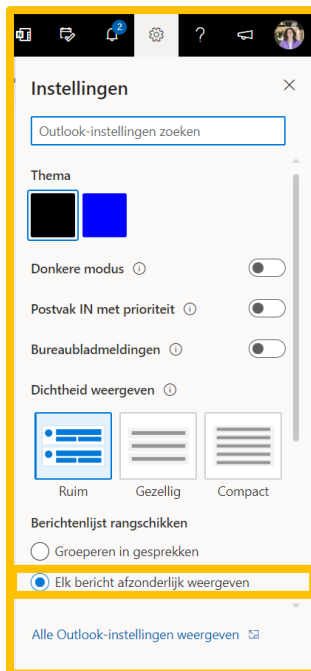 2
Instellingen
Outlook-instellingen zoeken
Thema
Donkere modus
Postvak IN met prioriteit
Bureaubladmeldingen
Dichtheid weergeven
Ruim Gezellig Compact
Berichtenlijst rangschikken
Groeperen in gesprekken
Elk bericht afzonderlijk weergeven
Alle Outlook-instellingen weergeven